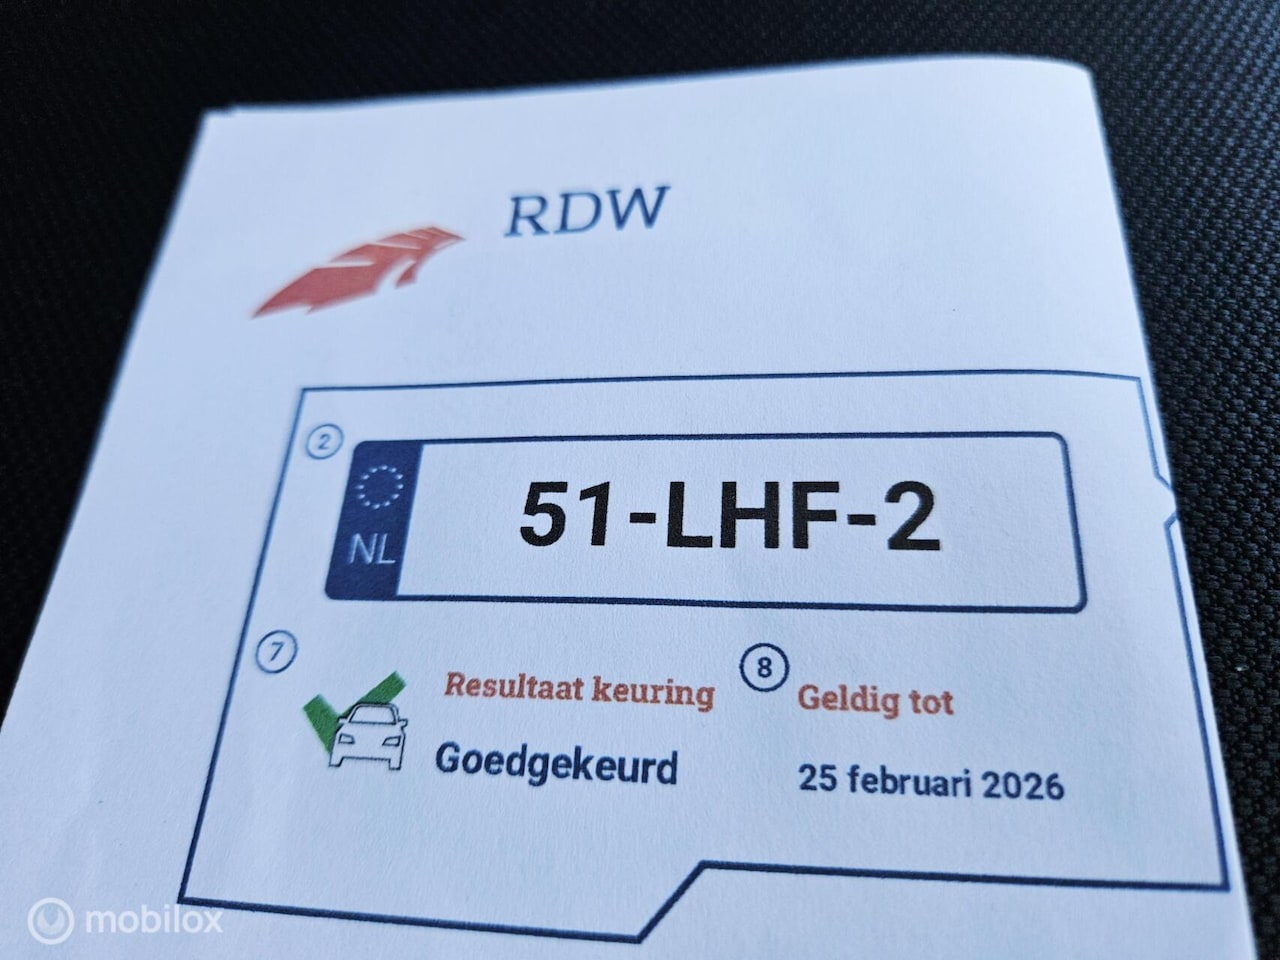 RDW
2
NL
51-LHF-2
7
Resultaat keuring
8
Geldig tot
Goedgekeurd
25 februari 2026
mobilox